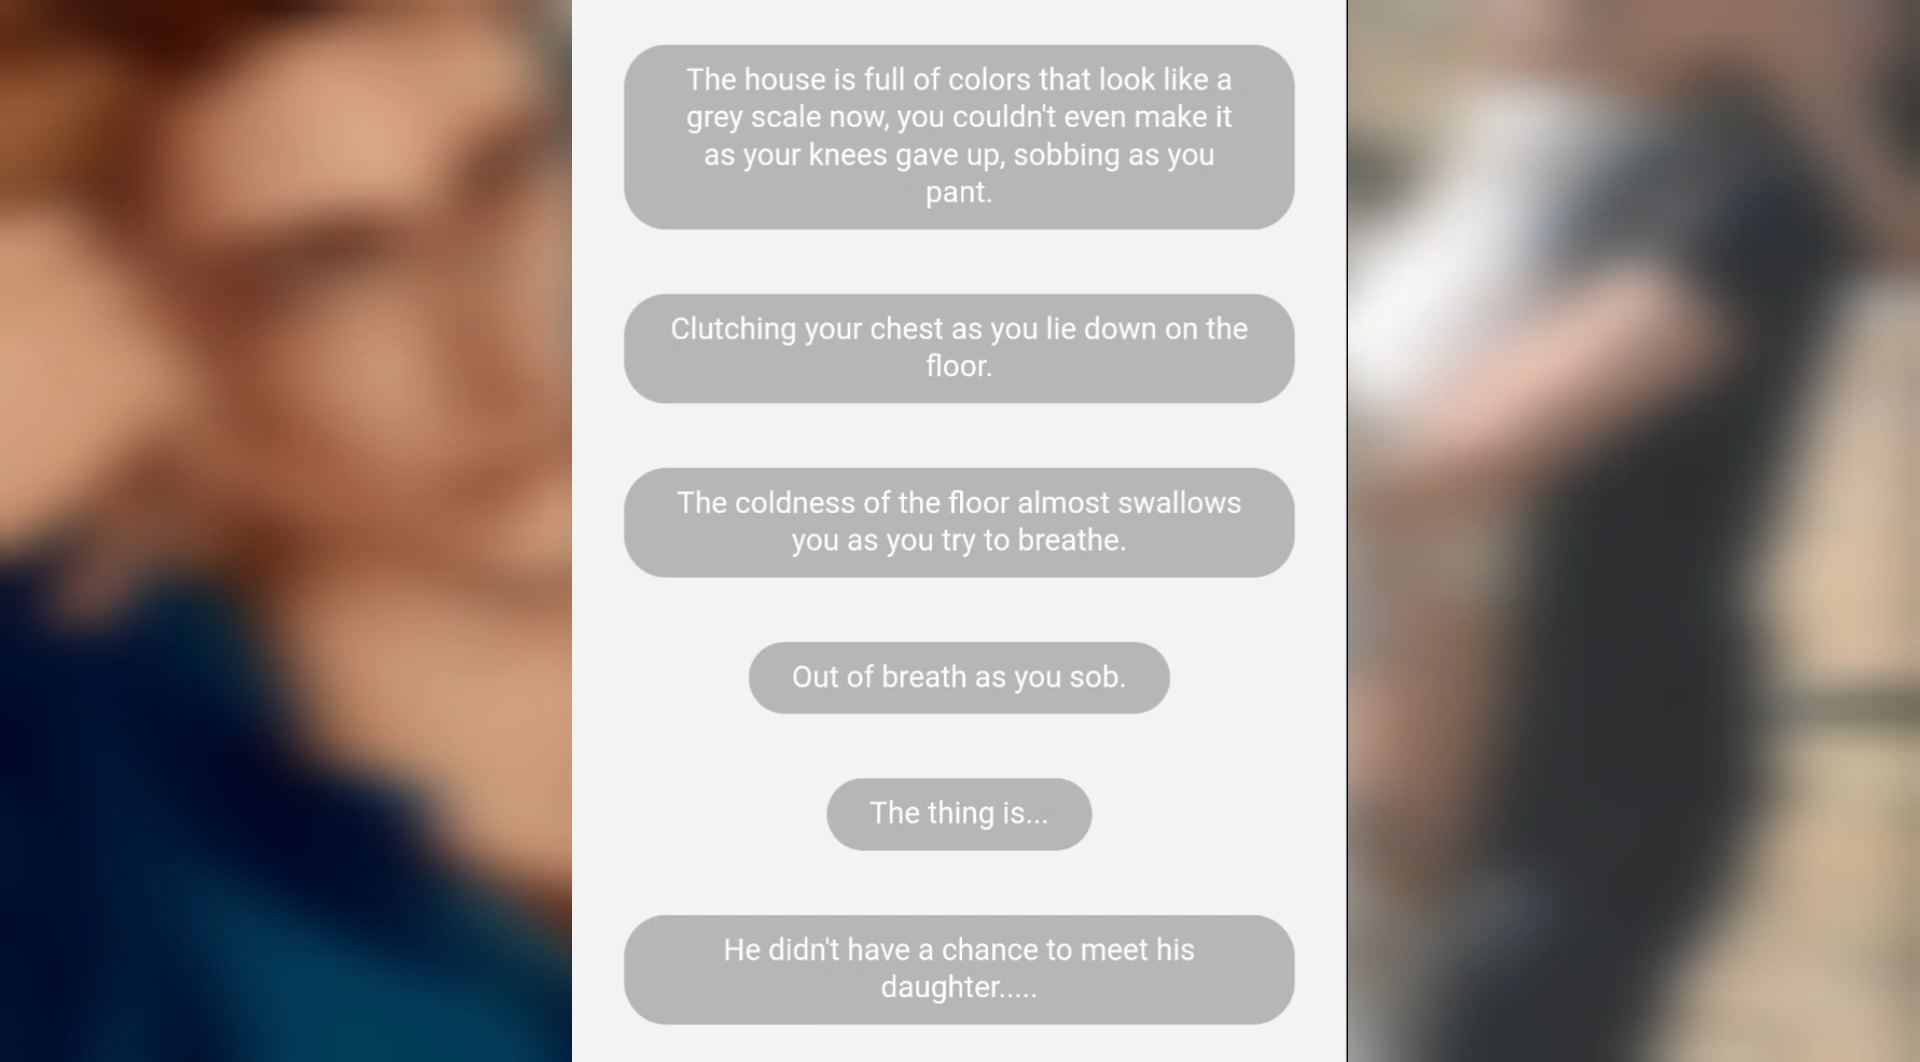 The house is full of colors that look like a
grey scale now, you couldn't even make it
as your knees gave up, sobbing as you
pant.
Clutching your chest as you lie down on the
floor.
The coldness of the floor almost swallows
you as you try to breathe.
Out of breath as you sob.
The thing is...
He didn't have a chance to meet his
daughter.....